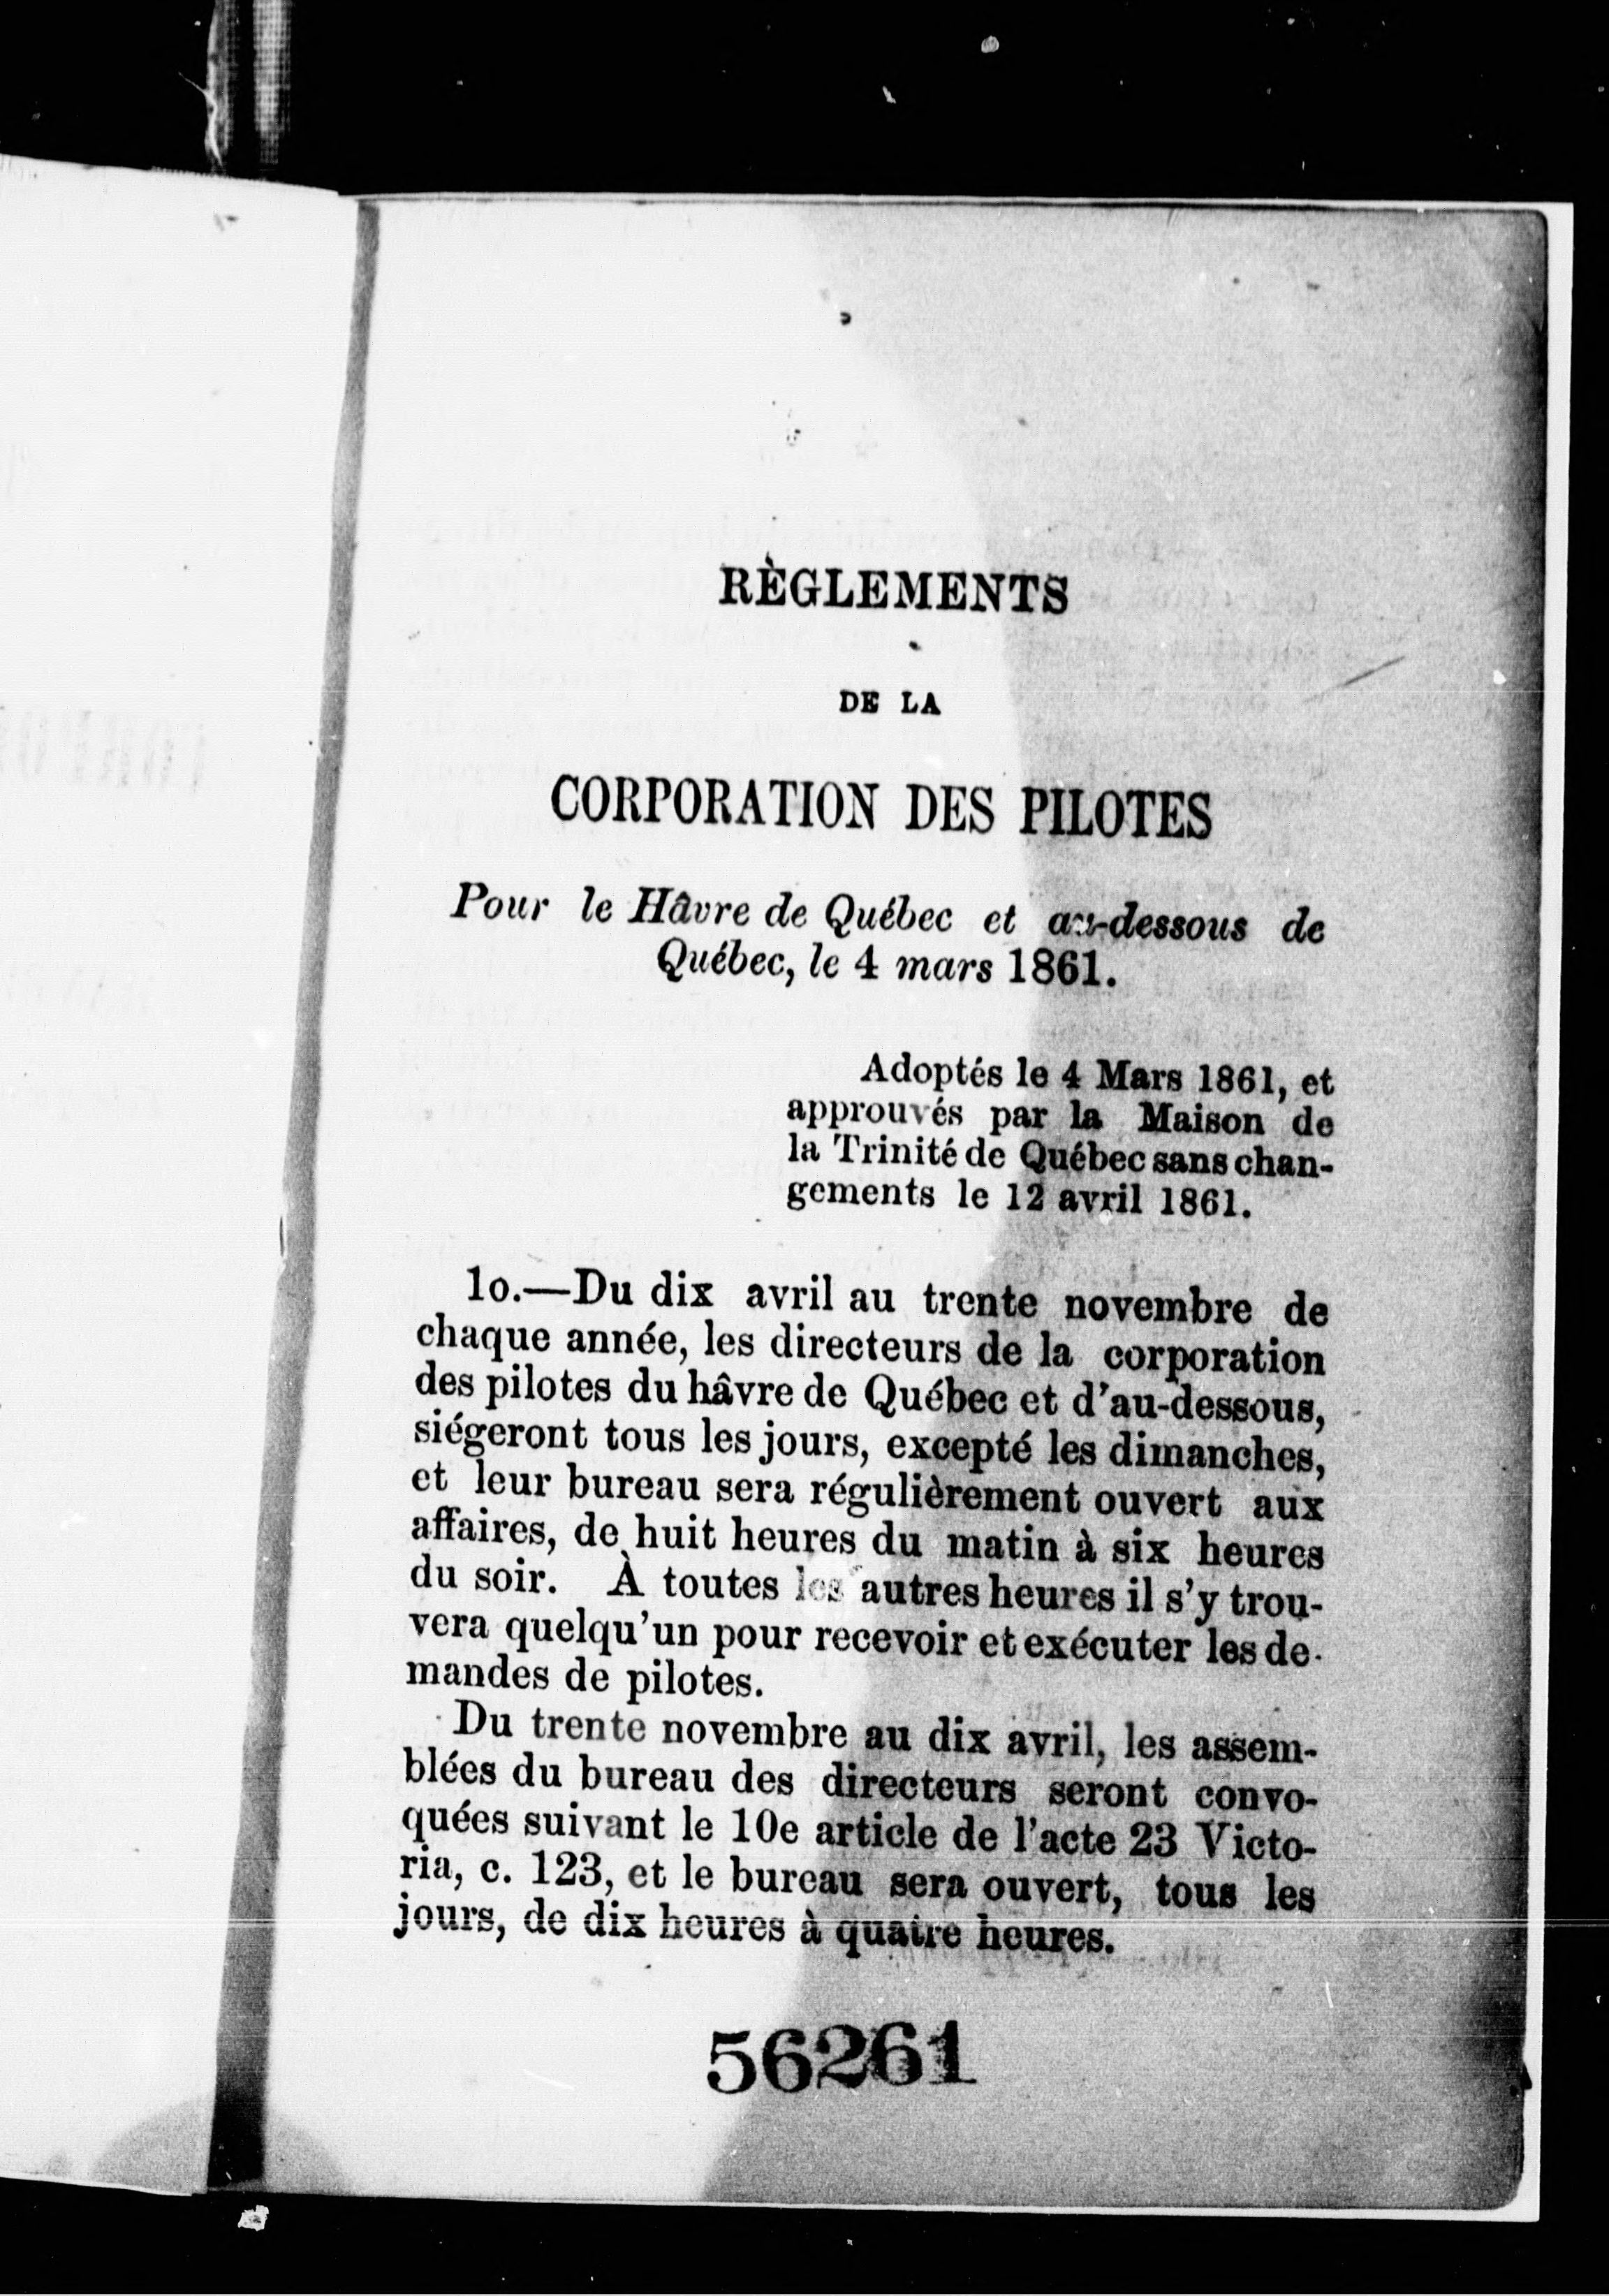 RÈGLEMENTS
DE LA
CORPORATION DES PILOTES
Pour le Hâvre de Québec et au-dessous de
Québec, le 4 mars 1861.
Adoptés le 4 Mars 1861, et
approuvés par la Maison de
la Trinité de Québec sans chan-
gements le 12 avril 1861.
1o.—Du dix avril au trente novembre de
chaque année, les directeurs de la corporation
des pilotes du hâvre de Québec et d'au-dessous,
siégeront tous les jours, excepté les dimanches,
et leur bureau sera régulièrement ouvert aux
affaires, de huit heures du matin à six heures
du soir. À toutes les autres heures il s'y trou-
vera quelqu'un pour recevoir et exécuter les de-
mandes de pilotes.
Du trente novembre au dix avril, les assem-
blées du bureau des directeurs seront convo-
quées suivant le 10e article de l'acte 23 Victo-
ria, c. 123, et le bureau sera ouvert, tous les
jours, de dix heures à quatre heures.
56261